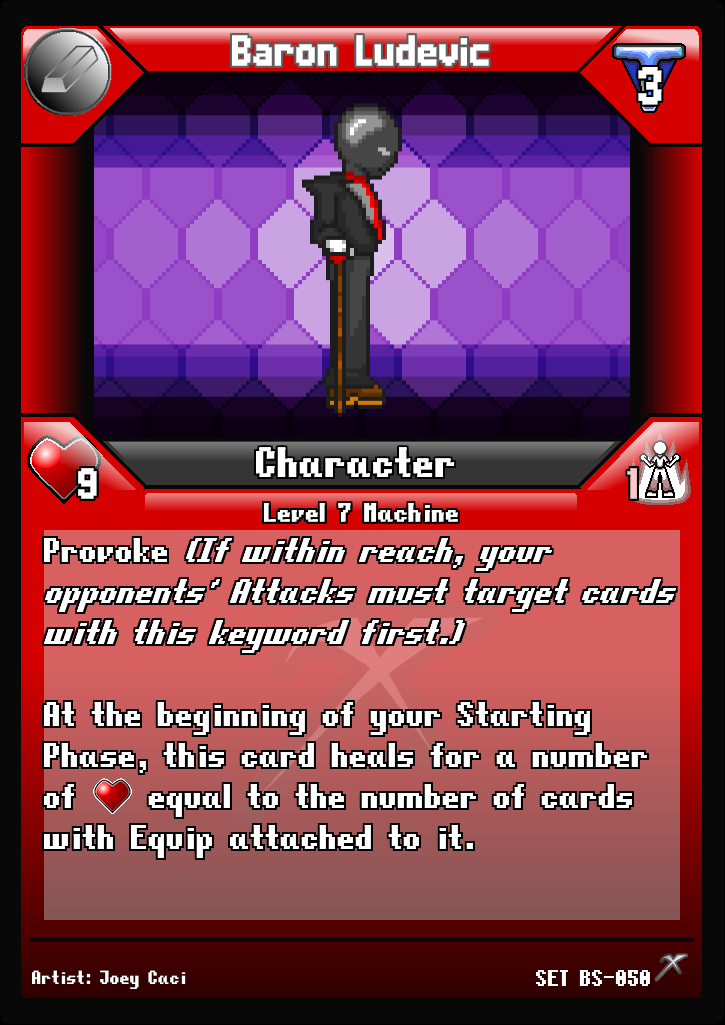 Baron Ludevic
3
Character
9
1
Level 7 Machine
Provoke (If within reach, your
opponents' Attacks must target cards
with this keyword first.)
At the beginning of your Starting
Phase, this card heals for a number
of equal to the number of cards
with Equip attached to it.
Artist: Joey Caci
SET BS-050